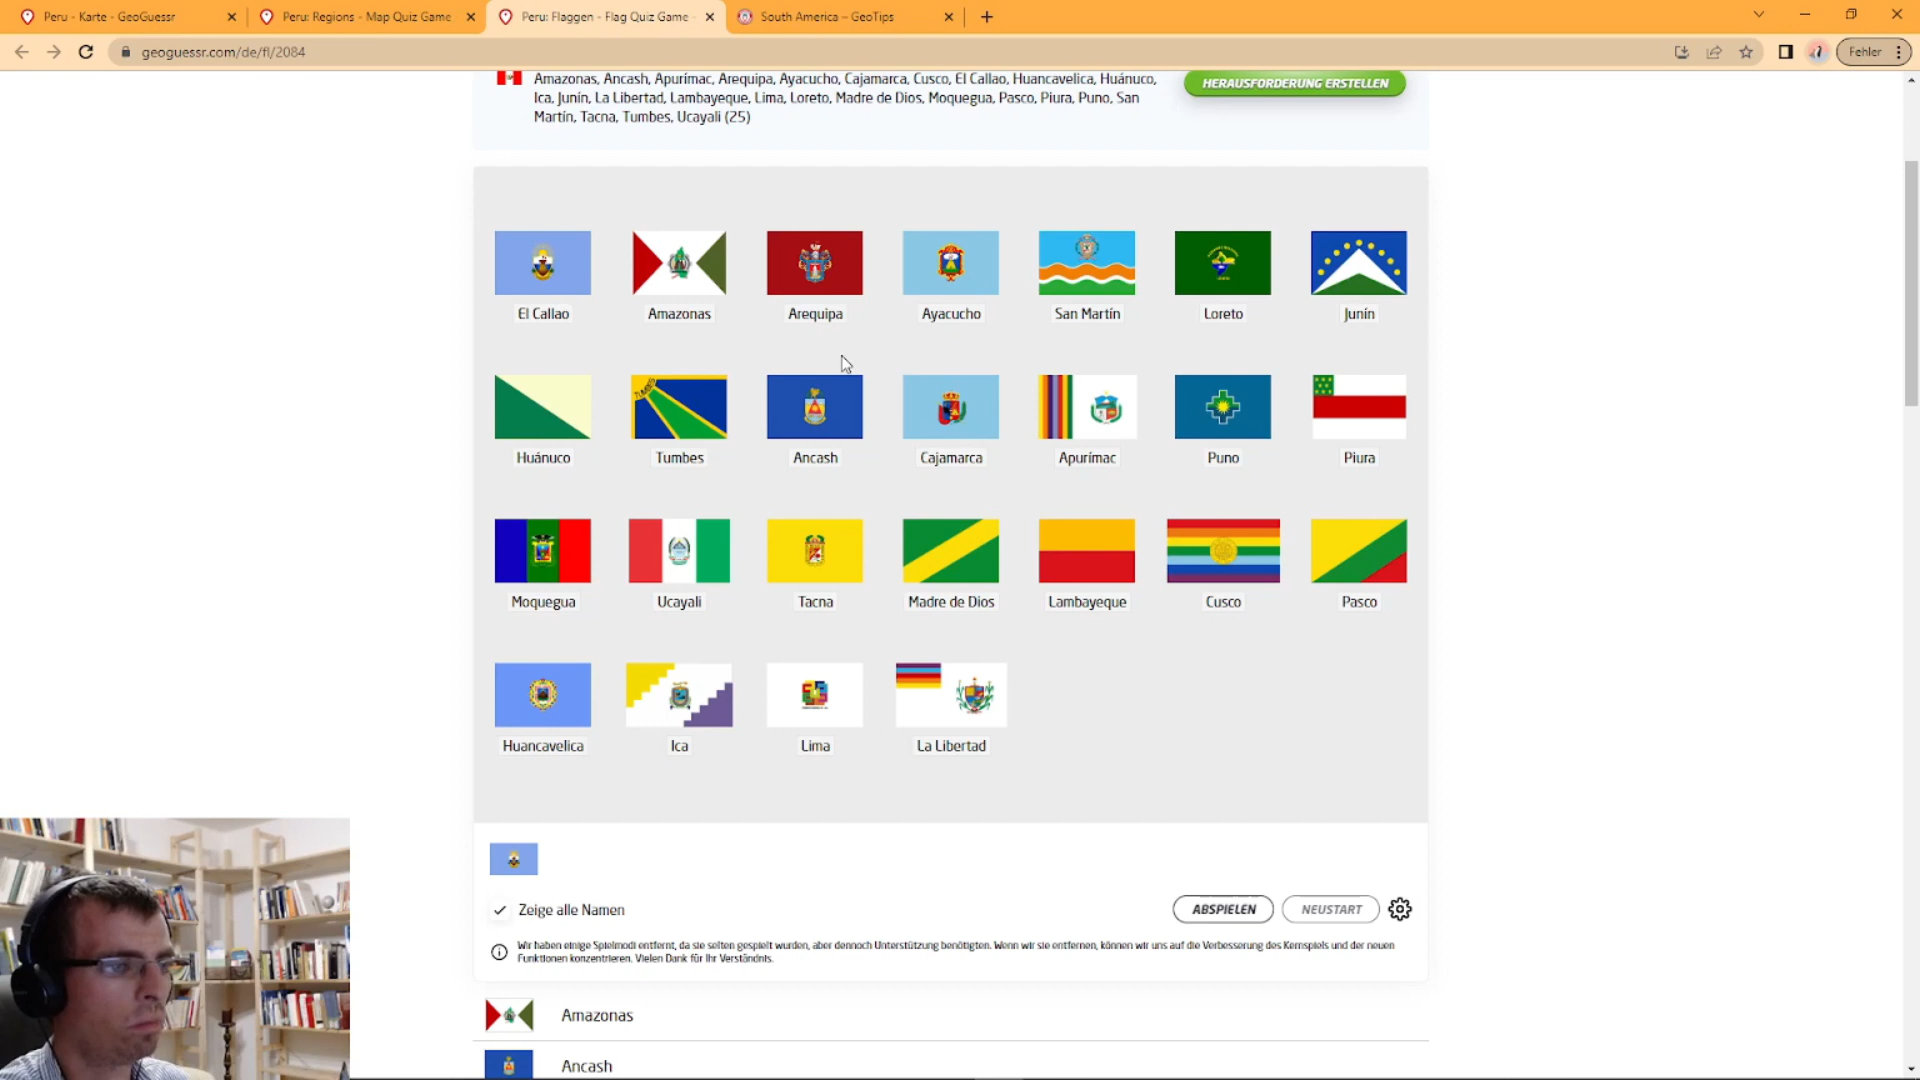 Peru - Karte - GeoGuessr
Peru: Regions - Map Quiz Game
Peru: Flaggen - Flag Quiz Game -
South America – GeoTips
geoguessr.com/de/fl/2084
Fehler
Amazonas, Ancash, Apurímac, Arequipa, Ayacucho, Cajamarca, Cusco, El Callao, Huancavelica, Huánuco,
Ica, Junín, La Libertad, Lambayeque, Lima, Loreto, Madre de Dios, Moquegua, Pasco, Piura, Puno, San
Martín, Tacna, Tumbes, Ucayali (25)
HERAUSFORDERUNG ERSTELLEN
El Callao
Amazonas
Arequipa
Ayacucho
San Martín
Loreto
Junín
TUMBES
Huánuco
Tumbes
Ancash
Cajamarca
Apurímac
Puno
Piura
Moquegua
Ucayali
Tacna
Madre de Dios
Lambayeque
Cusco
Pasco
Huancavelica
Ica
Lima
La Libertad
Zeige alle Namen
ABSPIELEN
NEUSTART
Wir haben einige Spielmodi entfernt, da sie selten gespielt wurden, aber dennoch Unterstützung benötigten. Wenn wir sie entfernen, können wir uns auf die Verbesserung des Kernspiels und der neuen
Funktionen konzentrieren. Vielen Dank für Ihr Verständnis.
Amazonas
Ancash